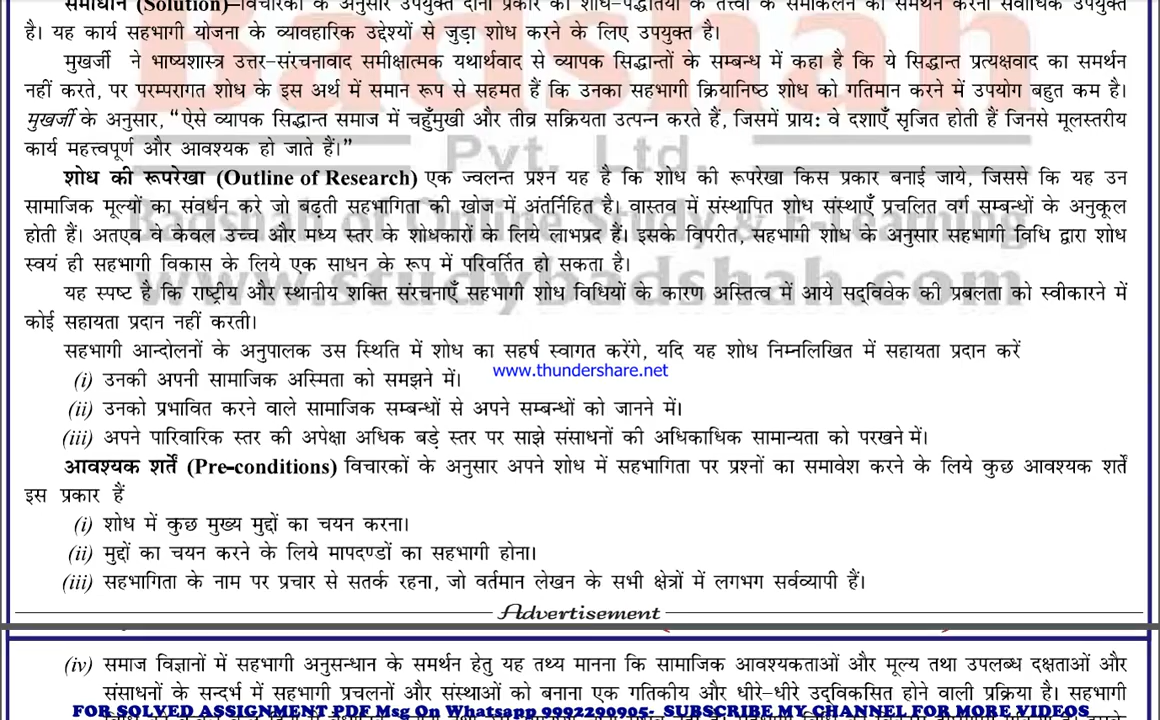 समाधान (Solution)–विचारकों के अनुसार उपर्युक्त दोनों प्रकार की शोध-पद्धतियों के तत्त्वों के समाकलन का समर्थन करना सर्वाधिक उपयुक्त
है। यह कार्य सहभागी योजना के व्यावहारिक उद्देश्यों से जुड़ा शोध करने के लिए उपयुक्त है।
मुखर्जी ने भाष्यशास्त्र उत्तर-संरचनावाद समीक्षात्मक यथार्थवाद से व्यापक सिद्धान्तों के सम्बन्ध में कहा है कि ये सिद्धान्त प्रत्यक्षवाद का समर्थन
नहीं करते, पर परम्परागत शोध के इस अर्थ में समान रूप से सहमत हैं कि उनका सहभागी क्रियानिष्ठ शोध को गतिमान करने में उपयोग बहुत कम है।
मुखर्जी के अनुसार, “ऐसे व्यापक सिद्धान्त समाज में चहुँमुखी और तीव्र सक्रियता उत्पन्न करते हैं, जिसमें प्राय: वे दशाएँ सृजित होती हैं जिनसे मूलस्तरीय
कार्य महत्त्वपूर्ण और आवश्यक हो जाते हैं।”
शोध की रूपरेखा (Outline of Research) एक ज्वलन्त प्रश्न यह है कि शोध की रूपरेखा किस प्रकार बनाई जाये, जिससे कि यह उन
सामाजिक मूल्यों का संवर्धन करे जो बढ़ती सहभागिता की खोज में अंतर्निहित है। वास्तव में संस्थापित शोध संस्थाएँ प्रचलित वर्ग सम्बन्धों के अनुकूल
होती हैं। अतएव वे केवल उच्च और मध्य स्तर के शोधकारों के लिये लाभप्रद हैं। इसके विपरीत, सहभागी शोध के अनुसार सहभागी विधि द्वारा शोध
स्वयं ही सहभागी विकास के लिये एक साधन के रूप में परिवर्तित हो सकता है।
यह स्पष्ट है कि राष्ट्रीय और स्थानीय शक्ति संरचनाएँ सहभागी शोध विधियों के कारण अस्तित्व में आये सद्विवेक की प्रबलता को स्वीकारने में
कोई सहायता प्रदान नहीं करती।
सहभागी आन्दोलनों के अनुपालक उस स्थिति में शोध का सहर्ष स्वागत करेंगे, यदि यह शोध निम्नलिखित में सहायता प्रदान करें
(i) उनकी अपनी सामाजिक अस्मिता को समझने में।
www.thundershare.net
(ii) उनको प्रभावित करने वाले सामाजिक सम्बन्धों से अपने सम्बन्धों को जानने में।
(iii) अपने पारिवारिक स्तर की अपेक्षा अधिक बड़े स्तर पर साझे संसाधनों की अधिकाधिक सामान्यता को परखने में।
आवश्यक शर्तें (Pre-conditions) विचारकों के अनुसार अपने शोध में सहभागिता पर प्रश्नों का समावेश करने के लिये कुछ आवश्यक शर्तें
इस प्रकार हैं
(i) शोध में कुछ मुख्य मुद्दों का चयन करना।
(ii) मुद्दों का चयन करने के लिये मापदण्डों का सहभागी होना।
(iii) सहभागिता के नाम पर प्रचार से सतर्क रहना, जो वर्तमान लेखन के सभी क्षेत्रों में लगभग सर्वव्यापी हैं।
Advertisement
(iv) समाज विज्ञानों में सहभागी अनुसन्धान के समर्थन हेतु यह तथ्य मानना कि सामाजिक आवश्यकताओं और मूल्य तथा उपलब्ध दक्षताओं और
संसाधनों के सन्दर्भ में सहभागी प्रचलनों और संस्थाओं को बनाना एक गतिकीय और धीरे-धीरे उद्विकसित होने वाली प्रक्रिया है। सहभागी
FOR SOLVED ASSIGNMENT PDF Msg On Whatsapp 9992290905- SUBSCRIBE MY CHANNEL FOR MORE VIDEOS
Badshah
Pvt. Ltd.
Badshah of Online Study & E-Learning
www.studybadshah.com